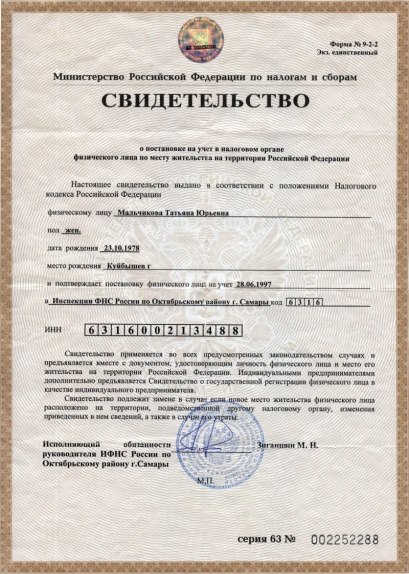 Форма № 9-2-2
Экз. единственный
Министерство Российской Федерации по налогам и сборам
СВИДЕТЕЛЬСТВО
о постановке на учет в налоговом органе
физического лица по месту жительства на территории Российской Федерации
Настоящее свидетельство выдано в соответствии с положениями Налогового
кодекса Российской Федерации
физическому лицу Мальчикова Татьяна Юрьевна
пол жен.
дата рождения 23.10.1978
место рождения Куйбышев г
и подтверждает постановку физического лица на учет 28.06.1997
в Инспекции ФНС России по Октябрьскому району г. Самары код 6316
ИНН 631600213488
Свидетельство применяется во всех предусмотренных законодательством случаях и
предъявляется вместе с документом, удостоверяющим личность физического лица и место его
жительства на территории Российской Федерации. Индивидуальными предпринимателями
дополнительно предъявляется Свидетельство о государственной регистрации физического лица в
качестве индивидуального предпринимателя.
Свидетельство подлежит замене в случае если новое место жительства физического лица
расположено на территории, подведомственной другому налоговому органу, изменения
приведенных в нем сведений, а также в случае его утраты.
Исполняющий обязанности
руководителя ИФНС России по
Октябрьскому району г.Самары
Зиганшин М. Н.
М.П.
серия 63 № 002252288